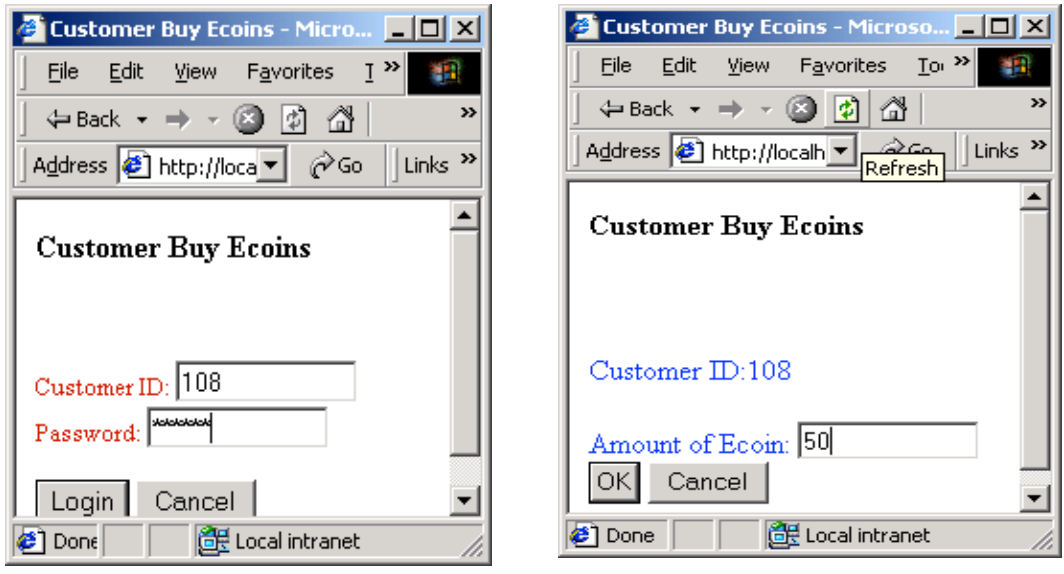 Customer Buy Ecoins - Micro...
File Edit View Favorites T »
Back »
Address http://loca Go Links »
Customer Buy Ecoins
Customer ID: 108
Password: ******
Login Cancel
Done Local intranet
Customer Buy Ecoins - Microso...
File Edit View Favorites Too »
Back »
Address http://localh Links »
Refresh
Customer Buy Ecoins
Customer ID:108
Amount of Ecoin: 50
OK Cancel
Done Local intranet